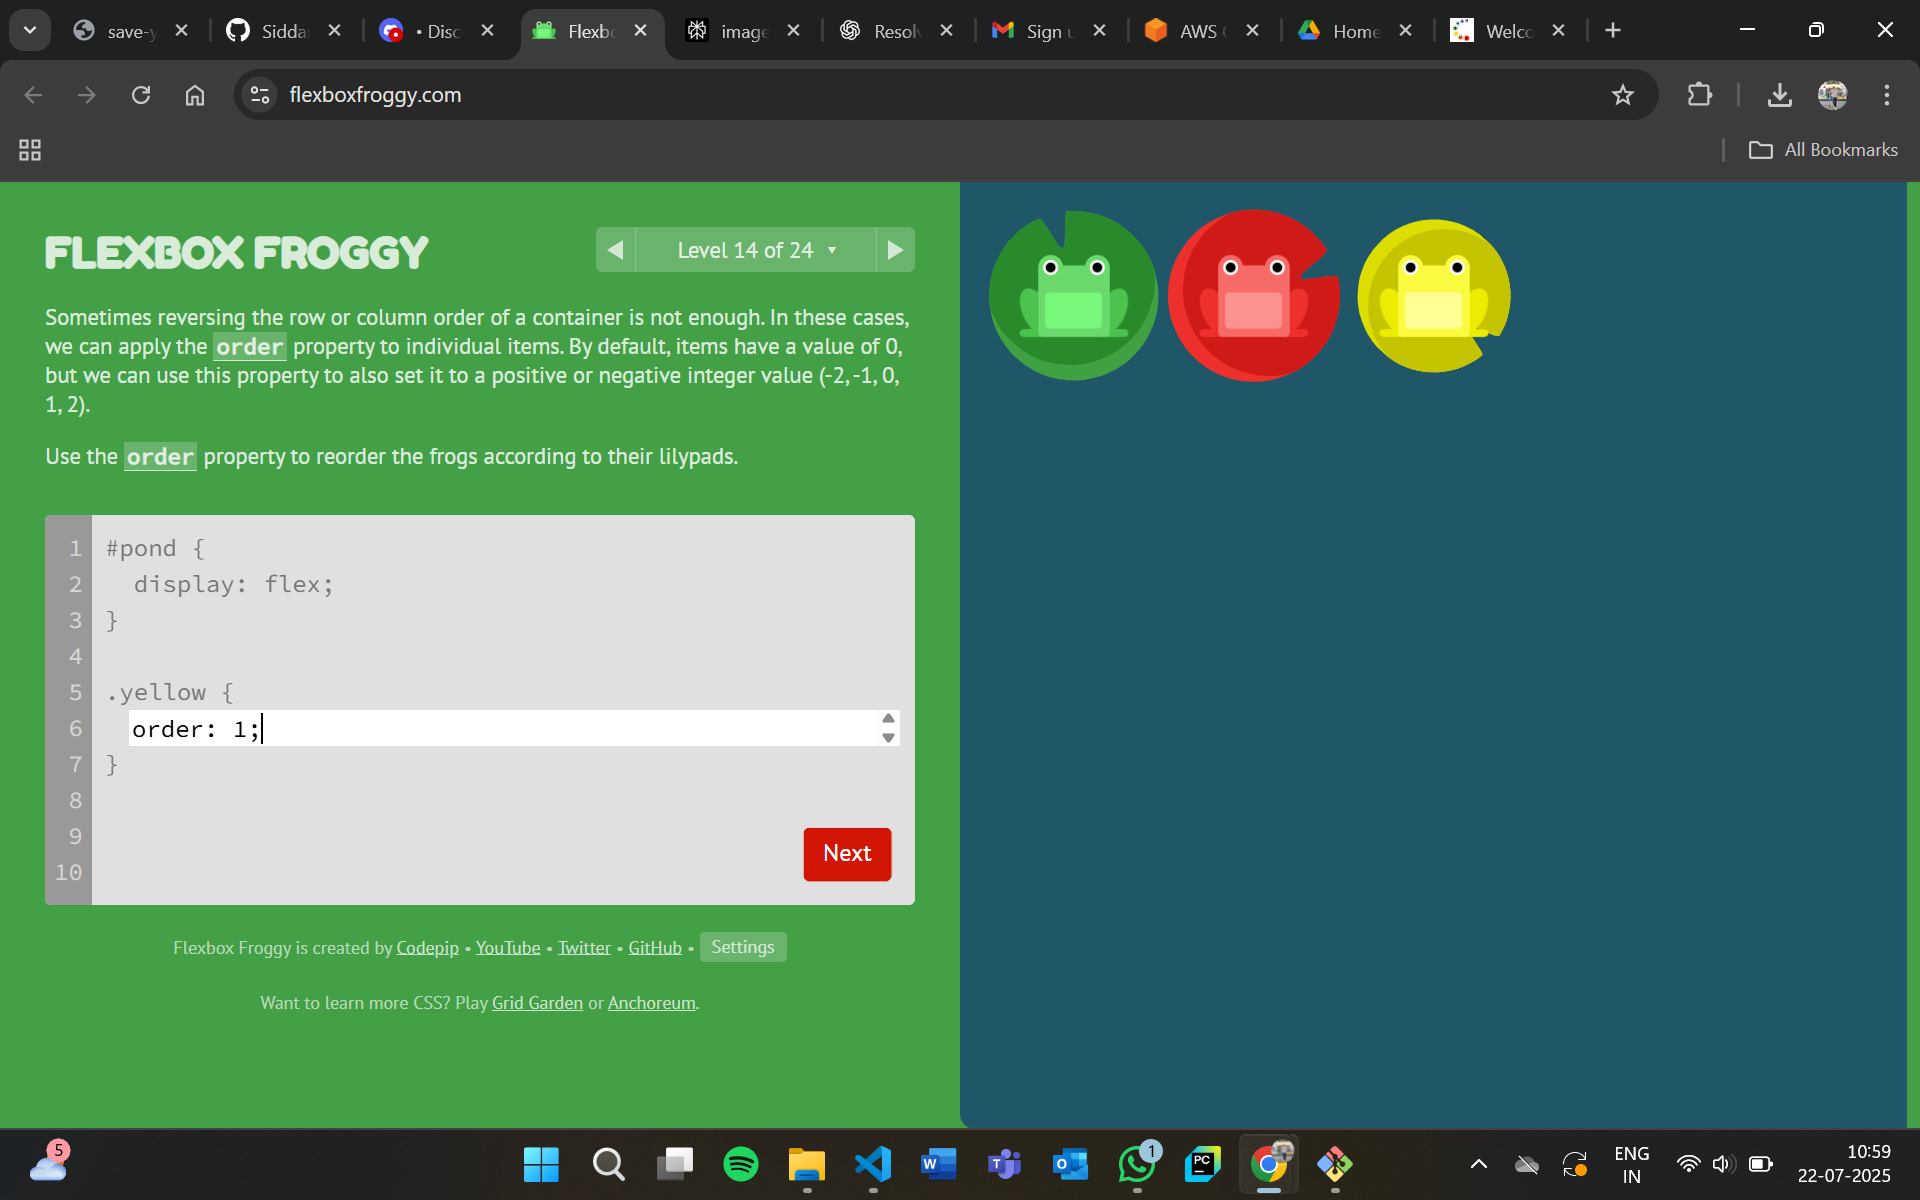 save-y
Sidda
• Disc
Flexbo
image
Resolv
Sign u
AWS
Home
Welco
flexboxfroggy.com
All Bookmarks
FLEXBOX FROGGY
Level 14 of 24
Sometimes reversing the row or column order of a container is not enough. In these cases,
we can apply the order property to individual items. By default, items have a value of 0,
but we can use this property to also set it to a positive or negative integer value (-2, -1, 0,
1, 2).
Use the order property to reorder the frogs according to their lilypads.
1 #pond {
2 display: flex;
3 }
4
5 .yellow {
6 order: 1;
7 }
8
9
10
Next
Flexbox Froggy is created by Codepip • YouTube • Twitter • GitHub • Settings
Want to learn more CSS? Play Grid Garden or Anchoreum.
5
W
T
O
1
PC
ENG
IN
10:59
22-07-2025